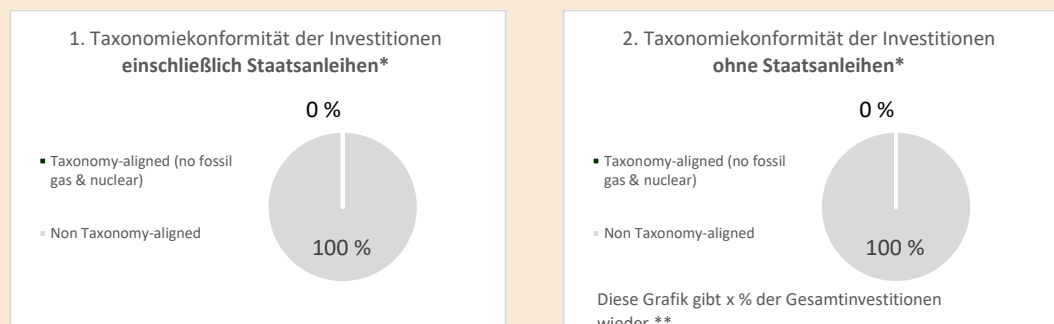 1. Taxonomiekonformität der Investitionen
einschließlich Staatsanleihen*
0 %
Taxonomy-aligned (no fossil
gas & nuclear)
Non Taxonomy-aligned
100 %
2. Taxonomiekonformität der Investitionen
ohne Staatsanleihen*
0 %
Taxonomy-aligned (no fossil
gas & nuclear)
Non Taxonomy-aligned
100 %
Diese Grafik gibt x % der Gesamtinvestitionen
wieder.**